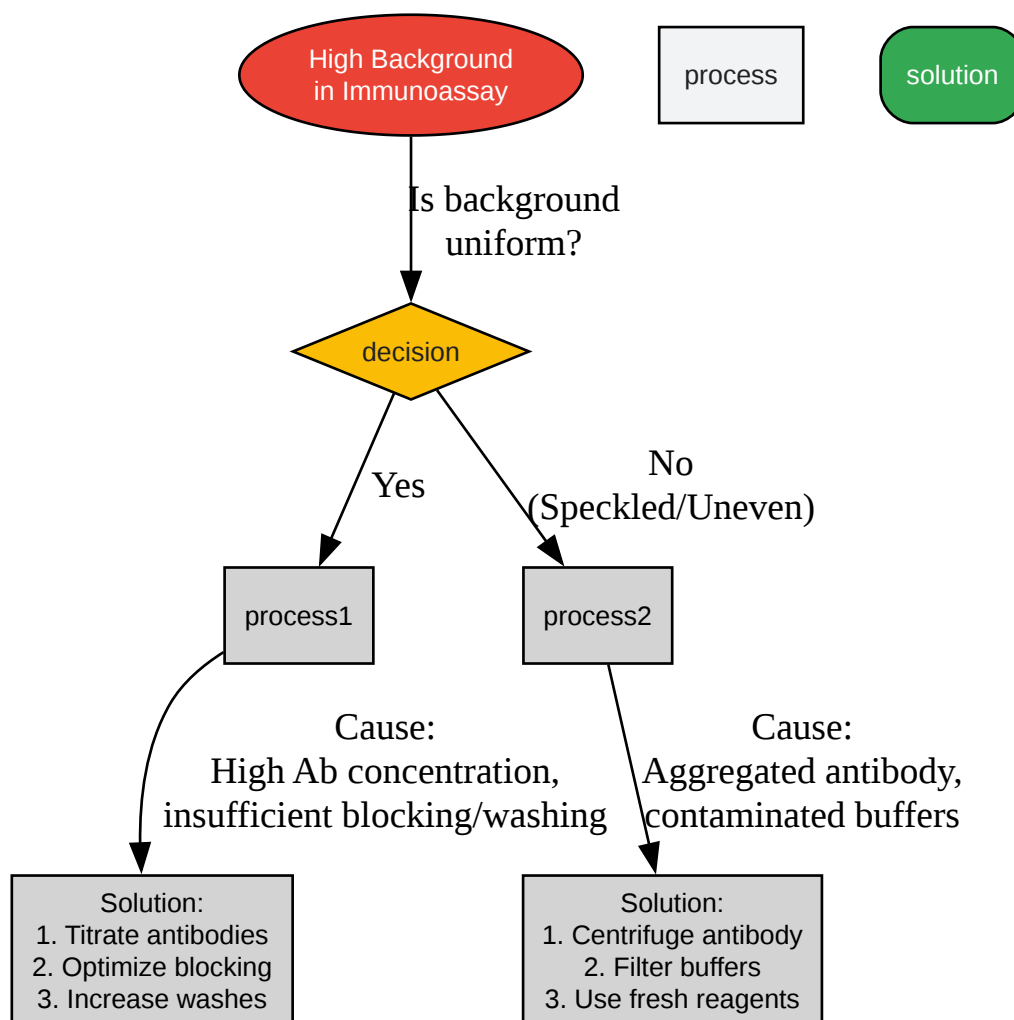 High Background
in Immunoassay
process
solution
Is background
uniform?
decision
Yes
No
(Speckled/Uneven)
process1
process2
Cause:
High Ab concentration,
insufficient blocking/washing
Cause:
Aggregated antibody,
contaminated buffers
Solution:
1. Titrate antibodies
2. Optimize blocking
3. Increase washes
Solution:
1. Centrifuge antibody
2. Filter buffers
3. Use fresh reagents